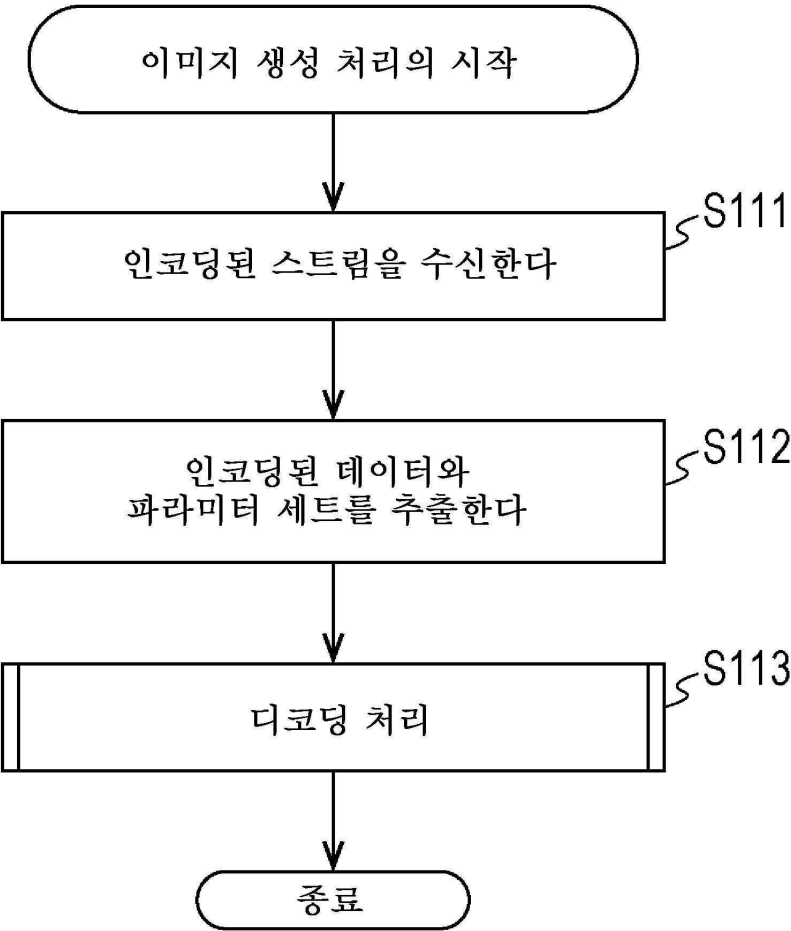 이미지 생성 처리의 시작
S111
인코딩된 스트림을 수신한다
S112
인코딩된 데이터와
파라미터 세트를 추출한다
S113
디코딩 처리
종료